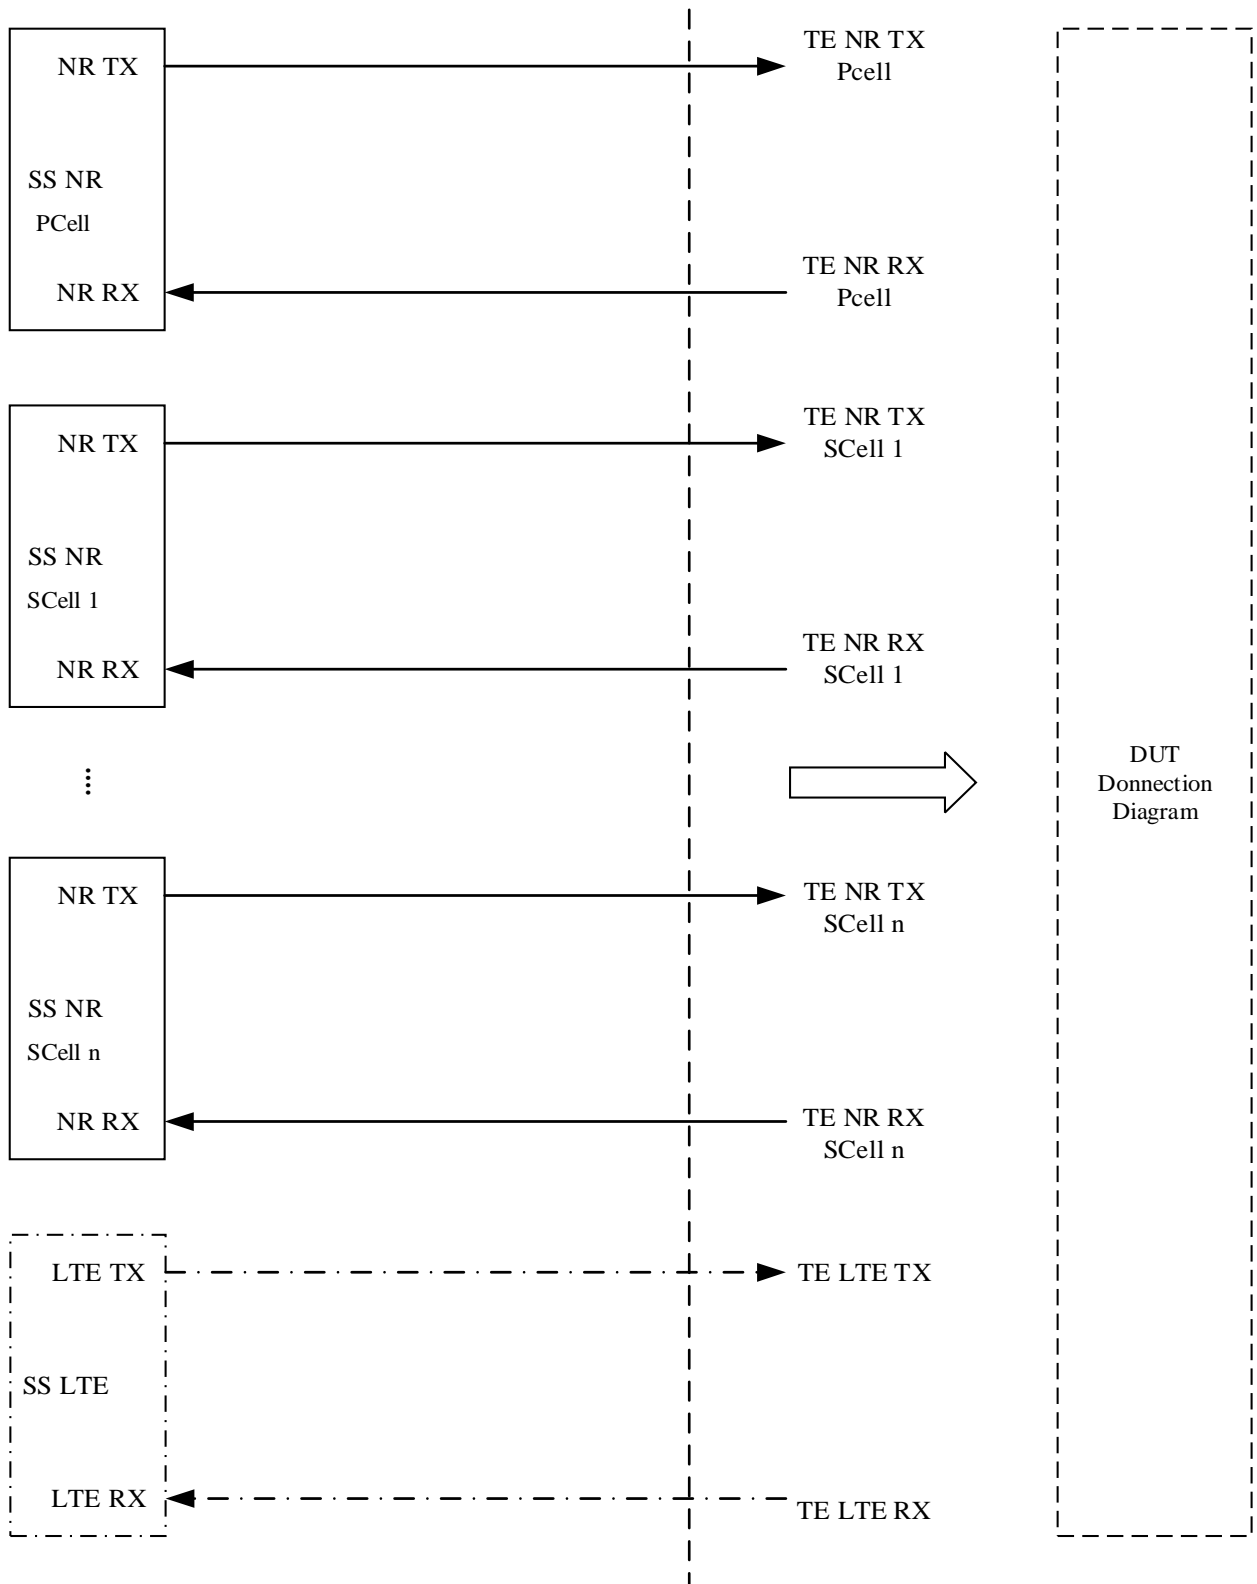 NR TX
SS NR
PCell
NR RX
TE NR TX
Pcell
TE NR RX
Pcell
NR TX
SS NR
SCell 1
NR RX
TE NR TX
SCell 1
TE NR RX
SCell 1
DUT
Donnection
Diagram
NR TX
SS NR
SCell n
NR RX
TE NR TX
SCell n
TE NR RX
SCell n
LTE TX
SS LTE
LTE RX
TE LTE TX
TE LTE RX